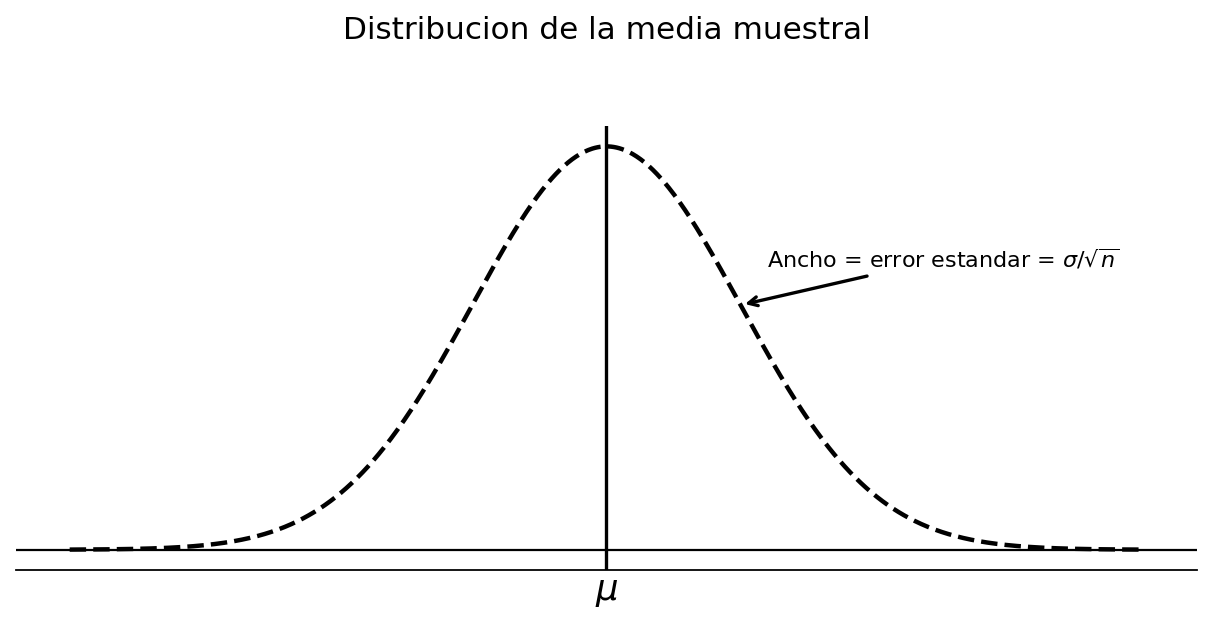 Distribucion de la media muestral
Ancho = error estandar = σ/√n
μ